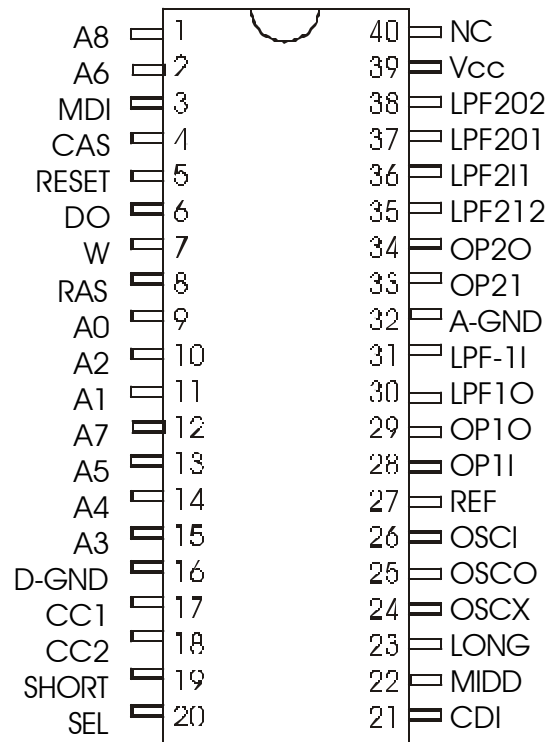 A8 1 40 NC
A6 2 39 Vcc
MDI 3 38 LPF202
CAS 4 37 LPF201
RESET 5 36 LPF2I1
DO 6 35 LPF212
W 7 34 OP2O
RAS 8 33 OP21
A0 9 32 A-GND
A2 10 31 LPF-1I
A1 11 30 LPF1O
A7 12 29 OP1O
A5 13 28 OP1I
A4 14 27 REF
A3 15 26 OSCI
D-GND 16 25 OSCO
CC1 17 24 OSCX
CC2 18 23 LONG
SHORT 19 22 MIDD
SEL 20 21 CDI